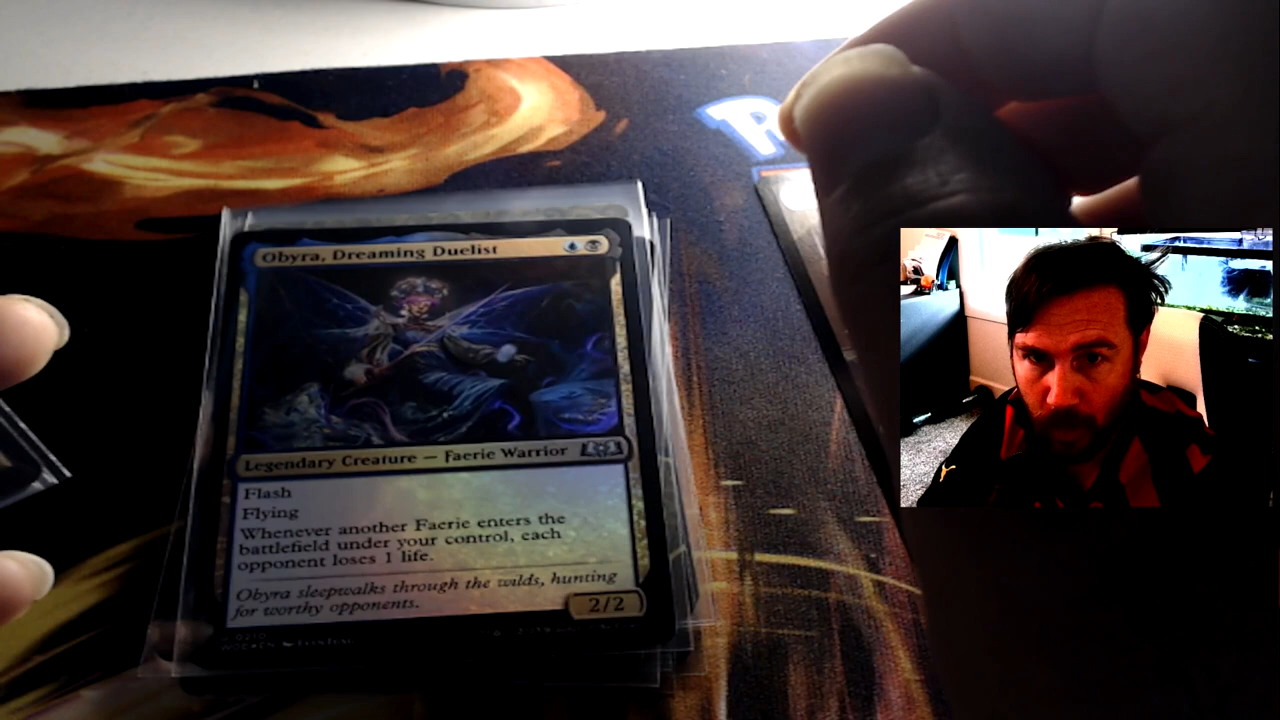 Obyra, Dreaming Duelist
Legendary Creature — Faerie Warrior
Flash
Flying
Whenever another Faerie enters the
battlefield under your control, each
opponent loses 1 life.
Obyra sleepwalks through the wilds, hunting
for worthy opponents.
2/2